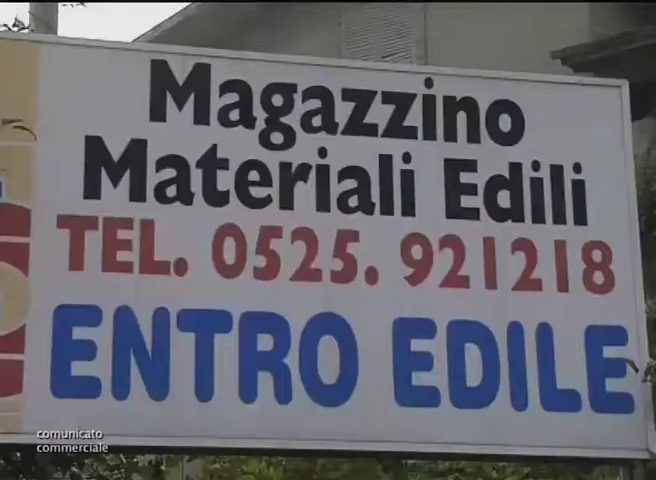 Magazzino
Materiali Edili
TEL. 0525. 921218
ENTRO EDILE
comunicato
commerciale